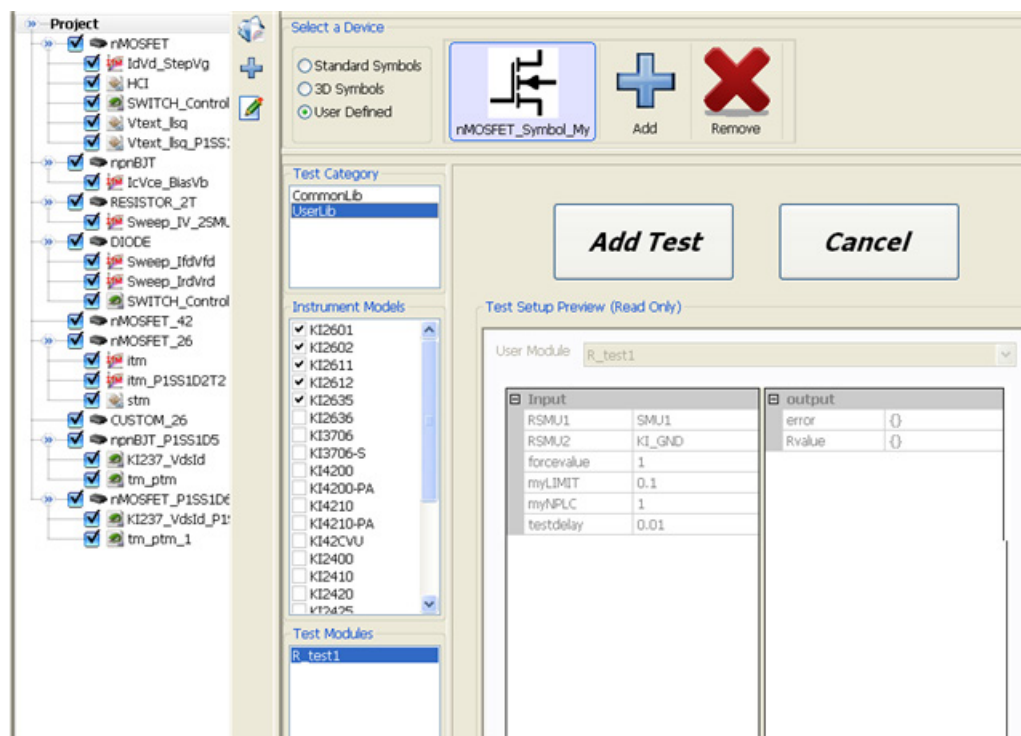 Project
nMOSFET
IdVd_StepVg
HCI
SWITCH_Control
Vtext_lsq
Vtext_lsq_P1SS1
npnBJT
IcVce_BiasVb
RESISTOR_2T
Sweep_IV_2SMU
DIODE
Sweep_IfdVfd
Sweep_IrdVrd
SWITCH_Control
nMOSFET_42
nMOSFET_26
itm
itm_P1SS1D2T2
stm
CUSTOM_26
npnBJT_P1SS1D5
KI237_VdsId
tm_ptm
nMOSFET_P1SS1D6
KI237_VdsId_P1
tm_ptm_1
Select a Device
Standard Symbols
3D Symbols
User Defined
nMOSFET_Symbol_My
Add
Remove
Test Category
CommonLib
UserLib
Add Test
Cancel
Instrument Models
KI2601
KI2602
KI2611
KI2612
KI2635
KI2636
KI3706
KI3706-S
KI4200
KI4200-PA
KI4210
KI4210-PA
KI42CVU
KI2400
KI2410
KI2420
KI2425
Test Modules
R_test1
Test Setup Preview (Read Only)
User Module R_test1
Input
RSMU1 SMU1
RSMU2 KI_GND
forcevalue 1
myLIMIT 0.1
myNPLC 1
testdelay 0.01
output
error {}
Rvalue {}